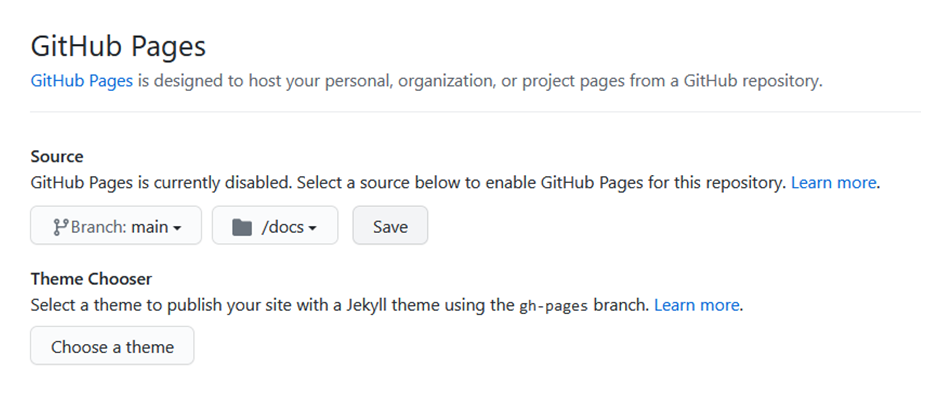 GitHub Pages
GitHub Pages is designed to host your personal, organization, or project pages from a GitHub repository.
Source
GitHub Pages is currently disabled. Select a source below to enable GitHub Pages for this repository. Learn more.
Branch: main /docs Save
Theme Chooser
Select a theme to publish your site with a Jekyll theme using the gh-pages branch. Learn more.
Choose a theme